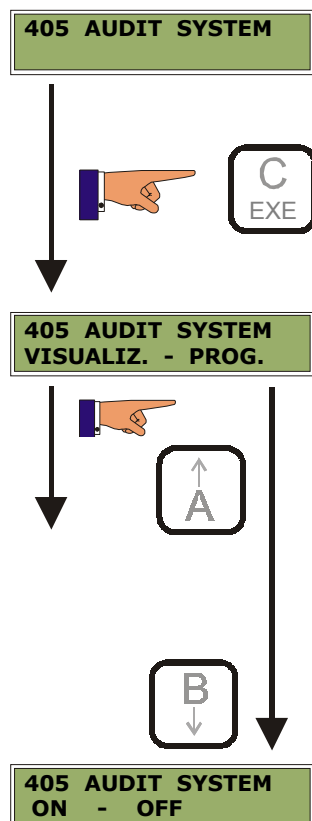 405 AUDIT SYSTEM
C
EXE
405 AUDIT SYSTEM
VISUALIZ. - PROG.
A
B
405 AUDIT SYSTEM
ON - OFF